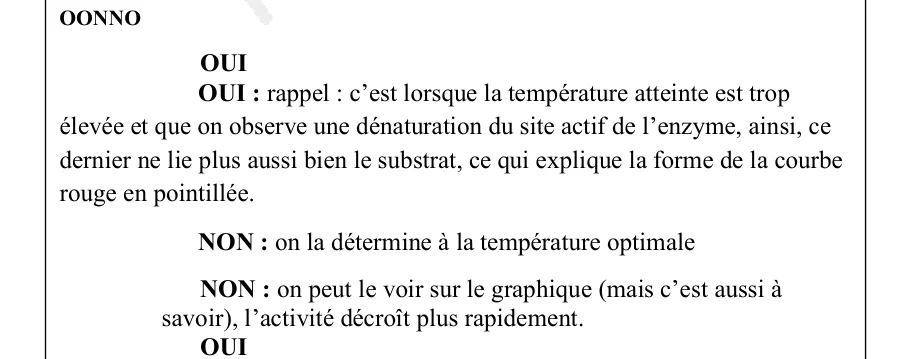 OONNO
OUI
OUI : rappel : c’est lorsque la température atteinte est trop
élevée et que on observe une dénaturation du site actif de l’enzyme, ainsi, ce
dernier ne lie plus aussi bien le substrat, ce qui explique la forme de la courbe
rouge en pointillée.
NON : on la détermine à la température optimale
NON : on peut le voir sur le graphique (mais c’est aussi à
savoir), l’activité décroît plus rapidement.
OUI